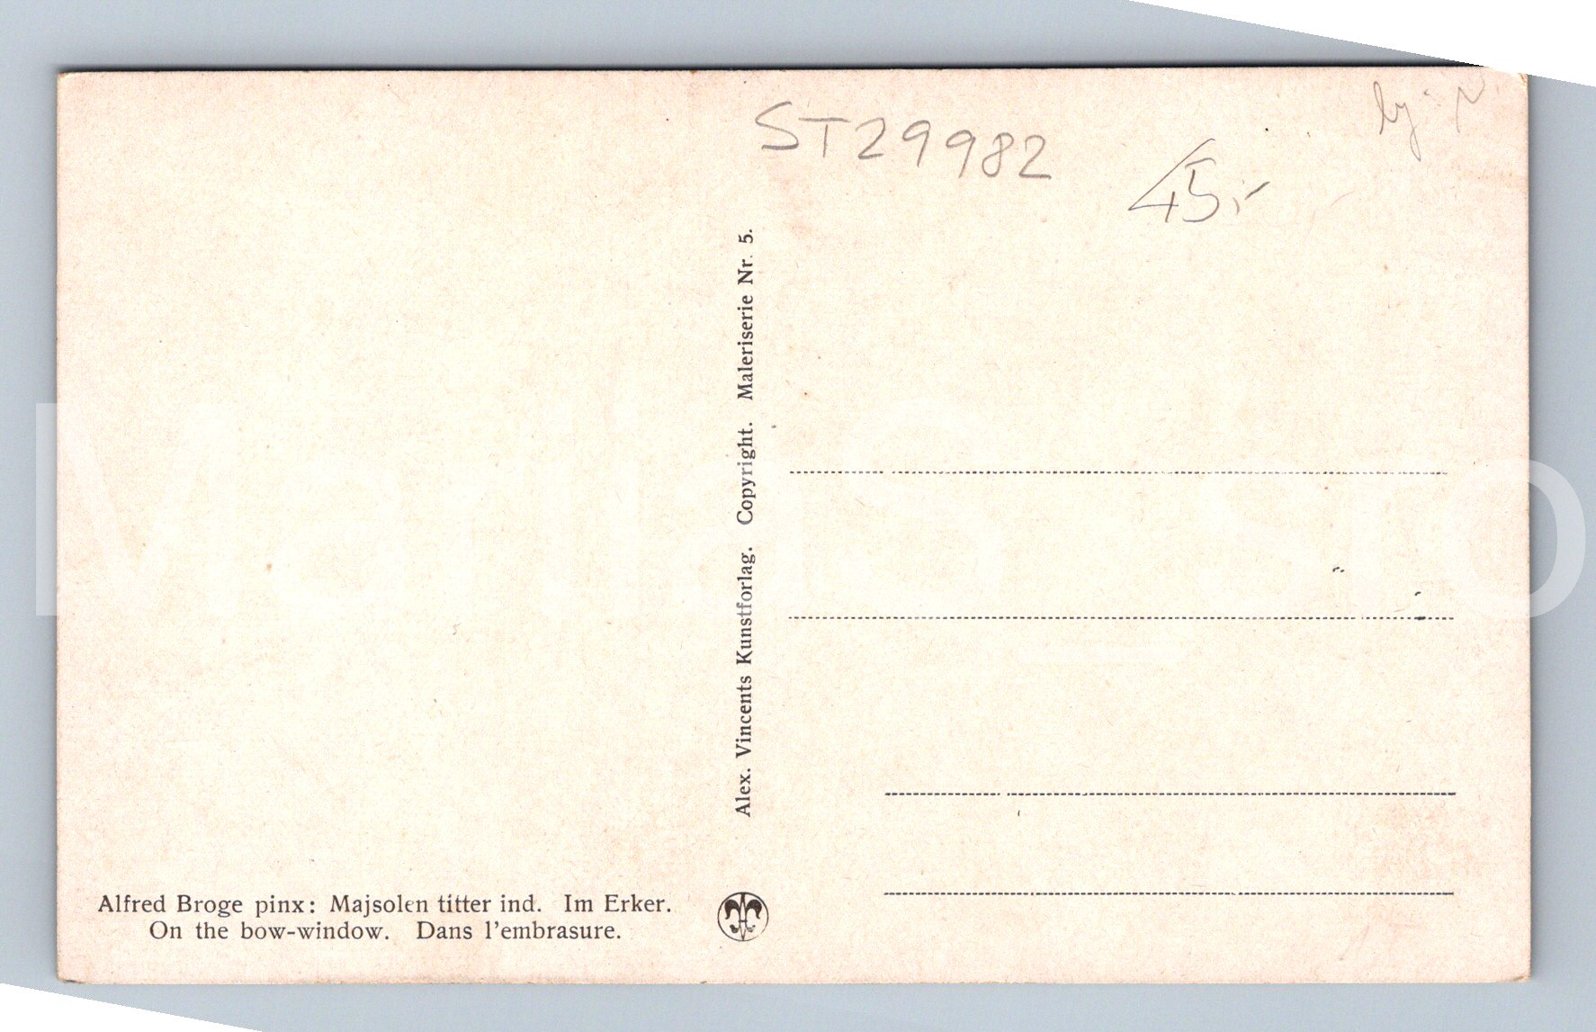 ST29982
45,-
Alex. Vincents Kunstforlag. Copyright. Maleriserie Nr. 5.
Alfred Broge pinx: Majsolen titter ind. Im Erker.
On the bow-window. Dans l'embrasure.